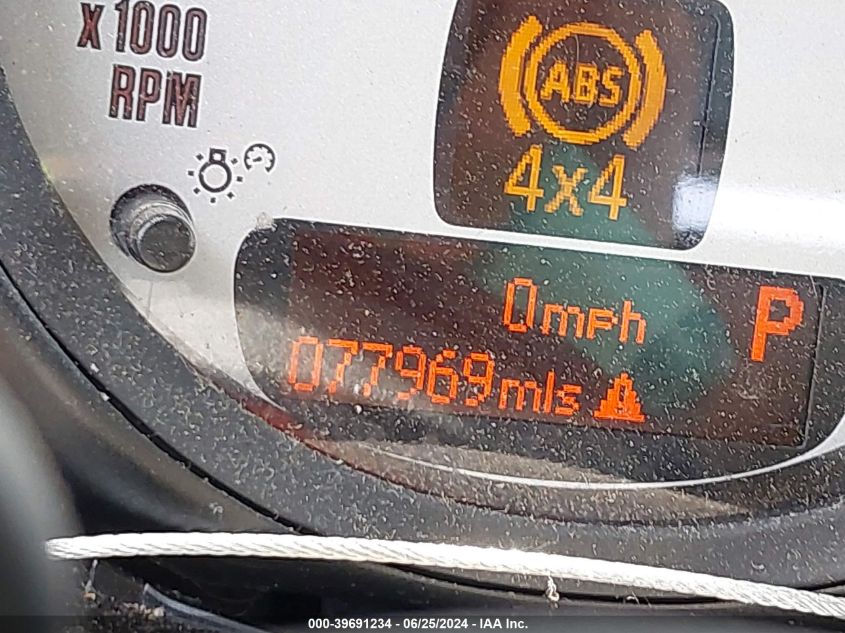 x1000
RPM
ABS
4x4
0mph
P
077969mls
000-39691234 - 06/25/2024 - IAA Inc.